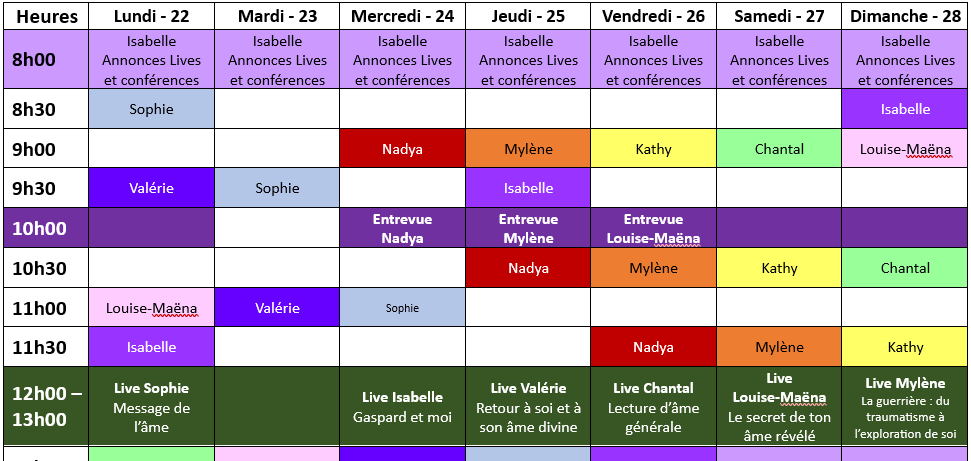 Heures Lundi - 22 Mardi - 23 Mercredi - 24 Jeudi - 25 Vendredi - 26 Samedi - 27 Dimanche - 28
8h00
Isabelle
Annonces Lives
et conférences
Isabelle
Annonces Lives
et conférences
Isabelle
Annonces Lives
et conférences
Isabelle
Annonces Lives
et conférences
Isabelle
Annonces Lives
et conférences
Isabelle
Annonces Lives
et conférences
Isabelle
Annonces Lives
et conférences
8h30 Sophie Isabelle
9h00 Nadya Mylène Kathy Chantal Louise-Maëna
9h30 Valérie Sophie Isabelle
10h00
Entrevue
Nadya
Entrevue
Mylène
Entrevue
Louise-Maëna
10h30 Nadya Mylène Kathy Chantal
11h00 Louise-Maëna Valérie Sophie
11h30 Isabelle Nadya Mylène Kathy
12h00 –
13h00
Live Sophie
Message de
l’âme
Live Isabelle
Gaspard et moi
Live Valérie
Retour à soi et à
son âme divine
Live Chantal
Lecture d’âme
générale
Live
Louise-Maëna
Le secret de ton
âme révélé
Live Mylène
La guerrière : du
traumatisme à
l’exploration de soi